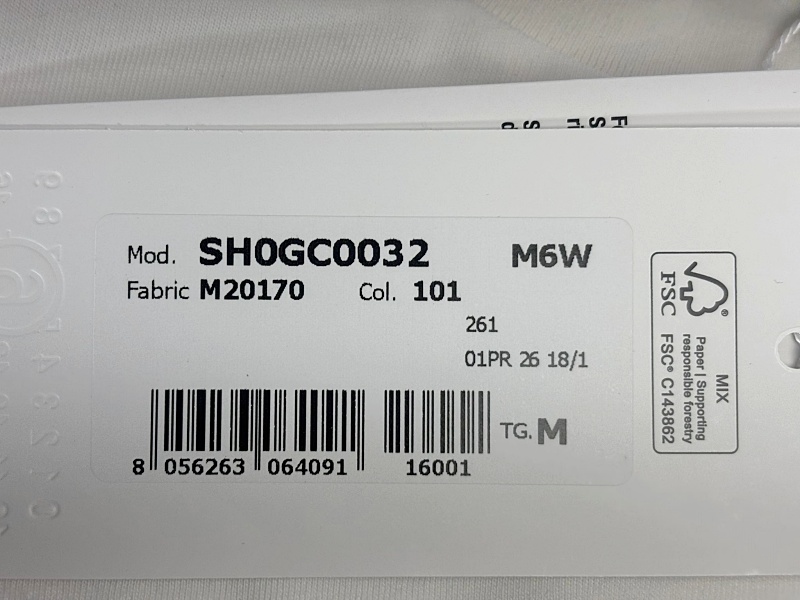 Mod. SH0GC0032 M6W
Fabric M20170 Col. 101
261
01PR 26 18/1
TG. M
8 056263 064091 16001
FSC®
MIX
Paper | Supporting
responsible forestry
FSC® C143862